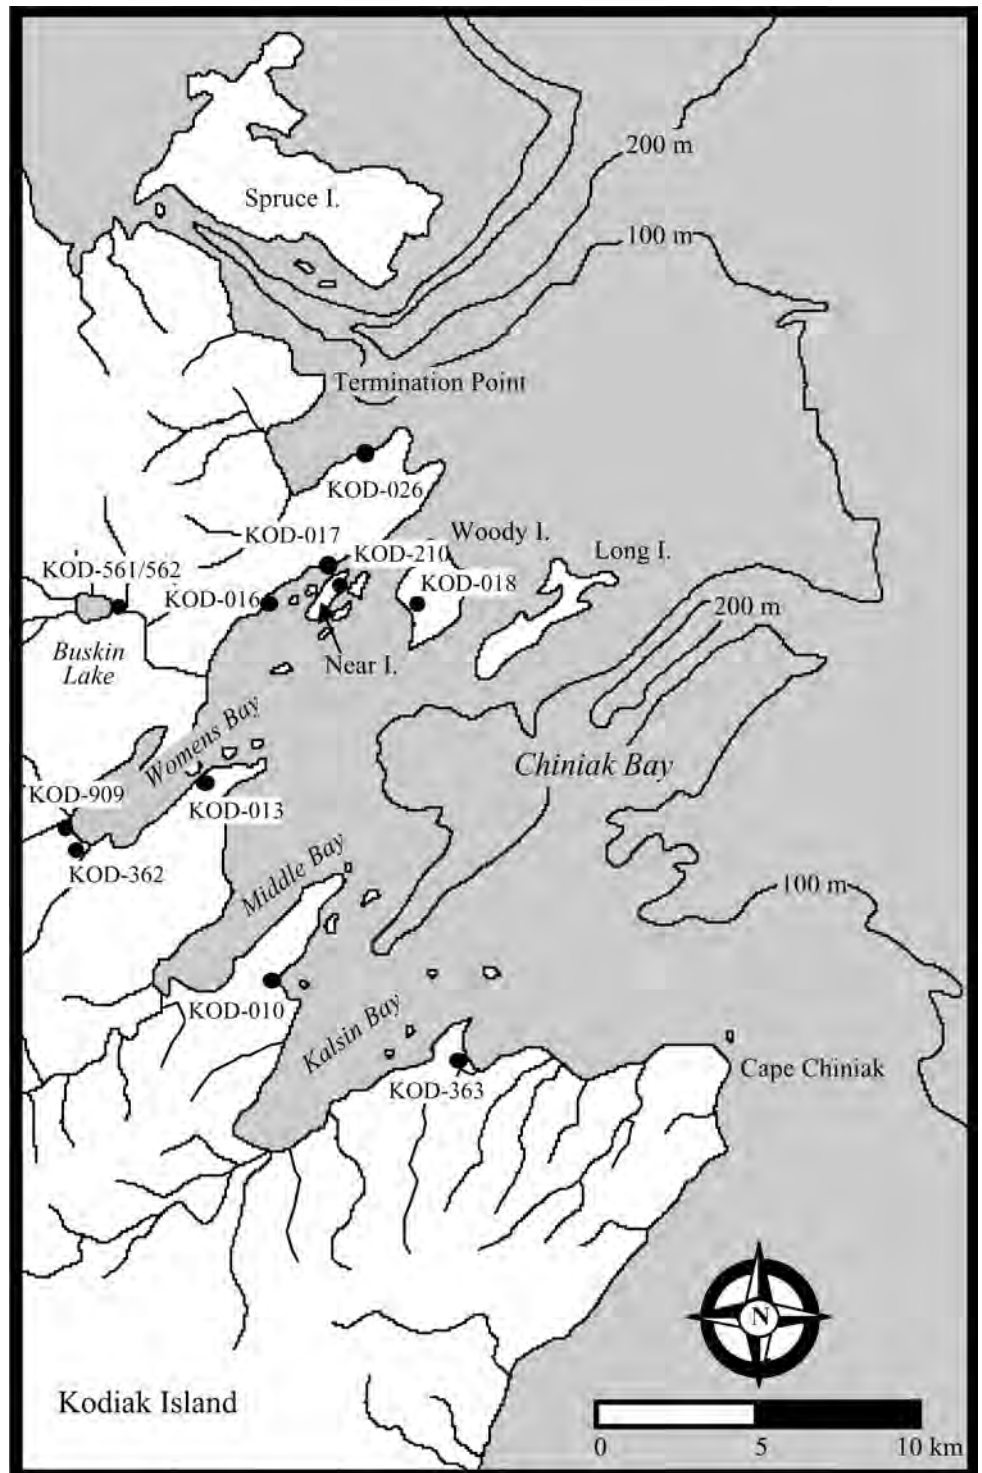 200 m
Spruce I.
100 m
Termination Point
KOD-026
KOD-017
Woody I.
KOD-210
Long I.
KOD-561/562
KOD-018
KOD-016
200 m
Buskin
Lake
Near I.
Womens Bay
Chiniak Bay
KOD-909
KOD-013
KOD-362
Middle Bay
100 m
KOD-010
Kalsin Bay
Cape Chiniak
KOD-363
N
Kodiak Island
0 5 10 km